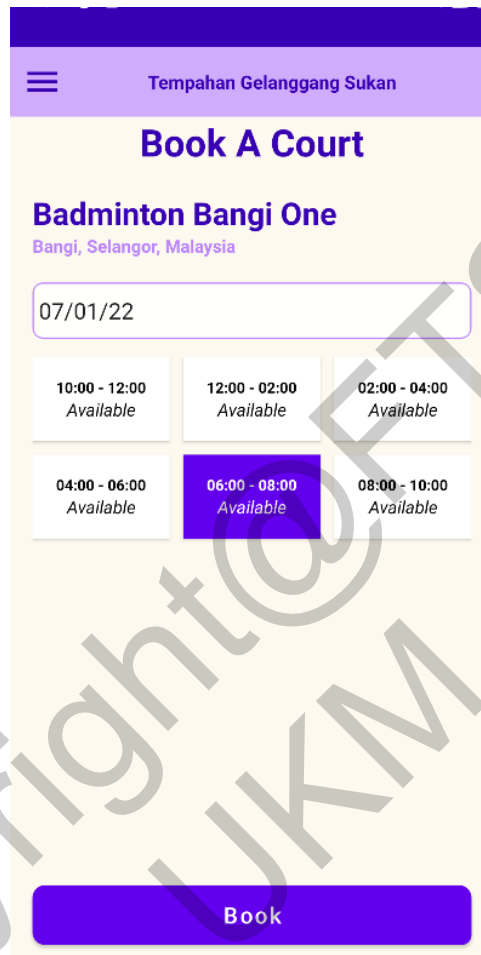 Tempahan Gelanggang Sukan
Book A Court
Badminton Bangi One
Bangi, Selangor, Malaysia
07/01/22
10:00 - 12:00 12:00 - 02:00 02:00 - 04:00
Available Available Available
04:00 - 06:00 06:00 - 08:00 08:00 - 10:00
Available Available Available
Book
UKM